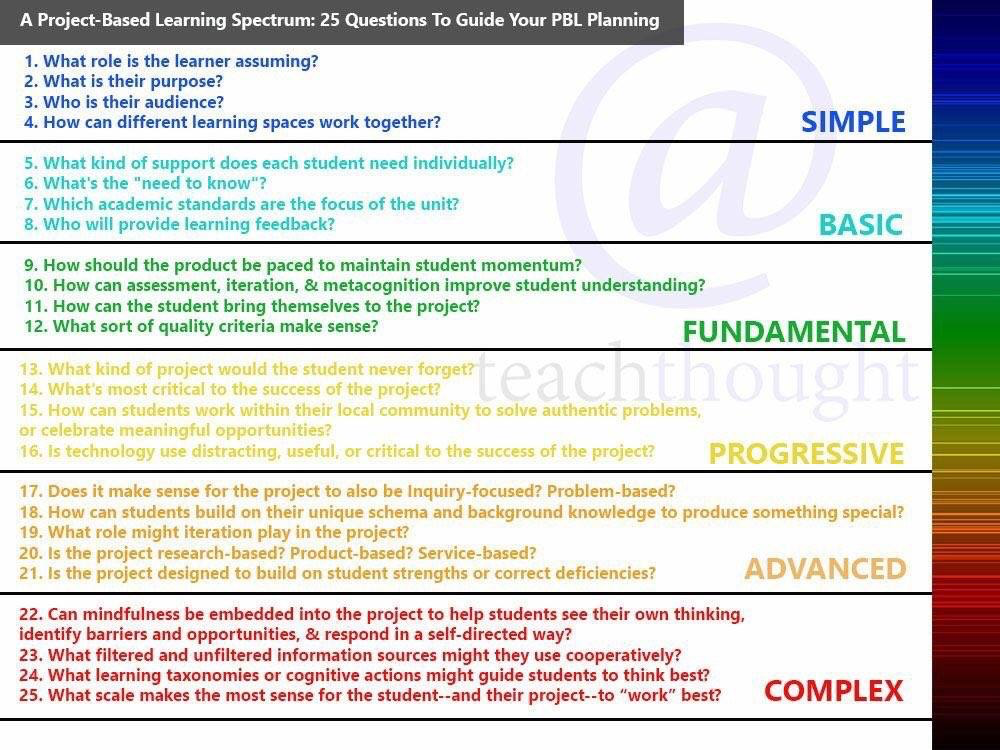 A Project-Based Learning Spectrum: 25 Questions To Guide Your PBL Planning
1. What role is the learner assuming?
2. What is their purpose?
3. Who is their audience?
4. How can different learning spaces work together?
SIMPLE
5. What kind of support does each student need individually?
6. What's the "need to know"?
7. Which academic standards are the focus of the unit?
8. Who will provide learning feedback?
BASIC
9. How should the product be paced to maintain student momentum?
10. How can assessment, iteration, & metacognition improve student understanding?
11. How can the student bring themselves to the project?
12. What sort of quality criteria make sense?
FUNDAMENTAL
@
teachthought
13. What kind of project would the student never forget?
14. What's most critical to the success of the project?
15. How can students work within their local community to solve authentic problems,
or celebrate meaningful opportunities?
16. Is technology use distracting, useful, or critical to the success of the project?
PROGRESSIVE
17. Does it make sense for the project to also be Inquiry-focused? Problem-based?
18. How can students build on their unique schema and background knowledge to produce something special?
19. What role might iteration play in the project?
20. Is the project research-based? Product-based? Service-based?
21. Is the project designed to build on student strengths or correct deficiencies?
ADVANCED
22. Can mindfulness be embedded into the project to help students see their own thinking,
identify barriers and opportunities, & respond in a self-directed way?
23. What filtered and unfiltered information sources might they use cooperatively?
24. What learning taxonomies or cognitive actions might guide students to think best?
25. What scale makes the most sense for the student--and their project--to “work” best?
COMPLEX